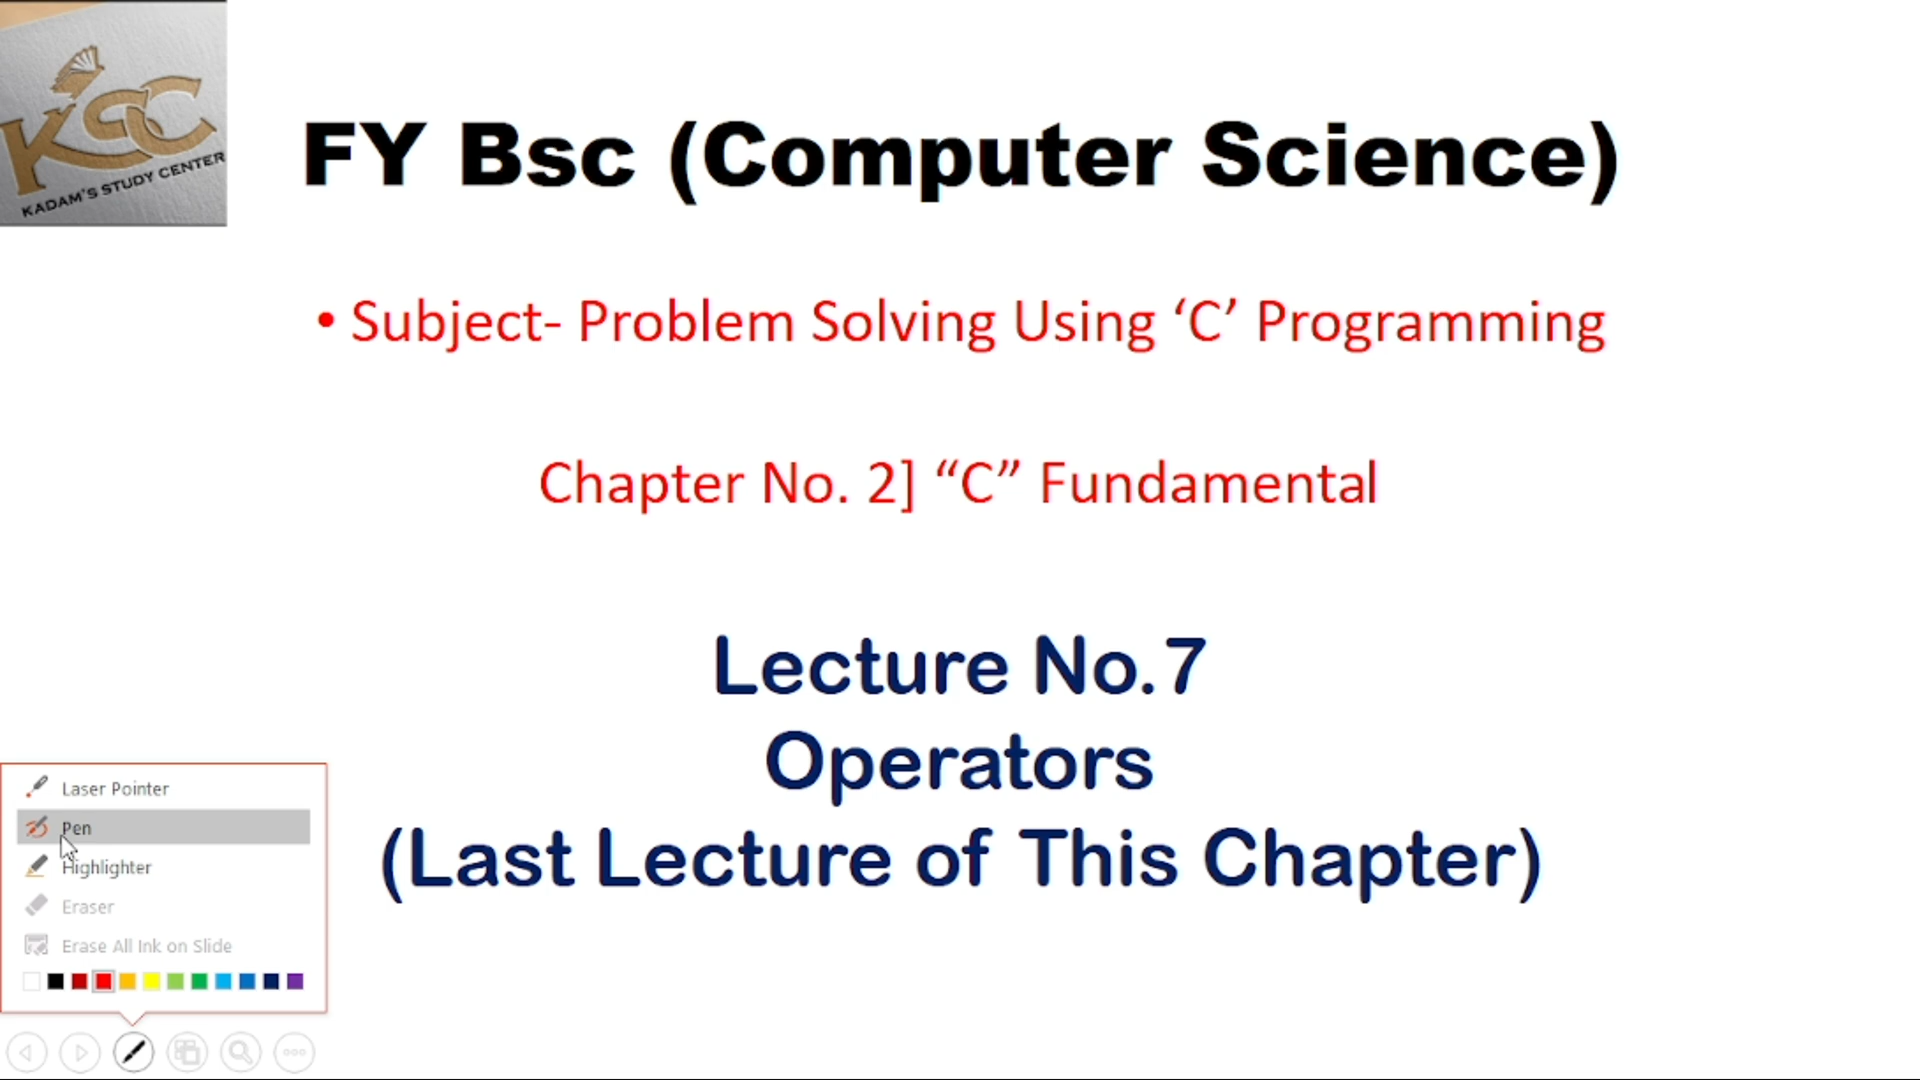 KSC
KADAM'S STUDY CENTER
FY Bsc (Computer Science)
• Subject- Problem Solving Using ‘C’ Programming
Chapter No. 2] “C” Fundamental
Lecture No.7
Operators
(Last Lecture of This Chapter)
Laser Pointer
Pen
Highlighter
Eraser
Erase All Ink on Slide